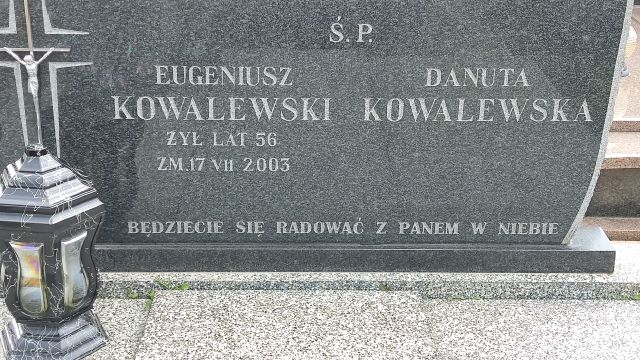 Ś.P.
EUGENIUSZ
KOWALEWSKI
ŻYŁ LAT 56
ZM.17 VII 2003
DANUTA
KOWALEWSKA
BĘDZIECIE SIĘ RADOWAĆ Z PANEM W NIEBIE